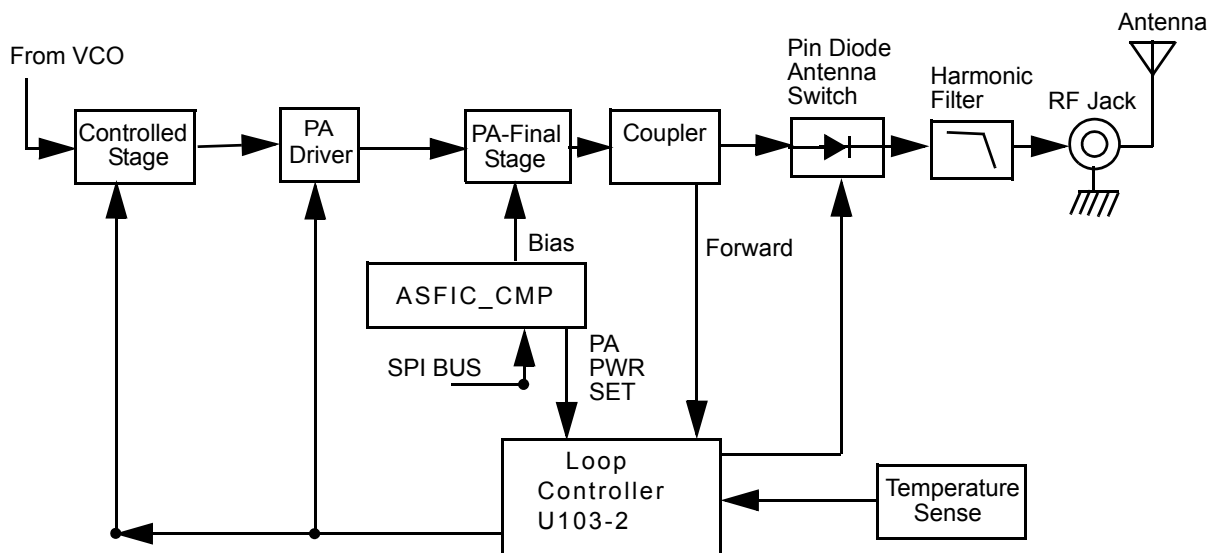 Antenna
From VCO
Pin Diode
Antenna
Switch
Harmonic
Filter
RF Jack
Controlled
Stage
PA
Driver
PA-Final
Stage
Coupler
Bias
Forward
ASFIC_CMP
SPI BUS
PA
PWR
SET
Loop
Controller
U103-2
Temperature
Sense